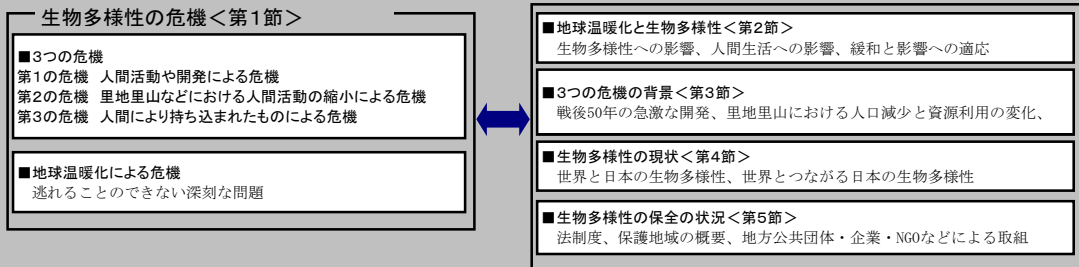 生物多様性の危機＜第1節＞
■3つの危機
第1の危機　人間活動や開発による危機
第2の危機　里地里山などにおける人間活動の縮小による危機
第3の危機　人間により持ち込まれたものによる危機
■地球温暖化による危機
逃れることのできない深刻な問題
■地球温暖化と生物多様性＜第2節＞
生物多様性への影響、人間生活への影響、緩和と影響への適応
■3つの危機の背景＜第3節＞
戦後50年の急激な開発、里地里山における人口減少と資源利用の変化、
■生物多様性の現状＜第4節＞
世界と日本の生物多様性、世界とつながる日本の生物多様性
■生物多様性の保全の状況＜第5節＞
法制度、保護地域の概要、地方公共団体・企業・NGOなどによる取組